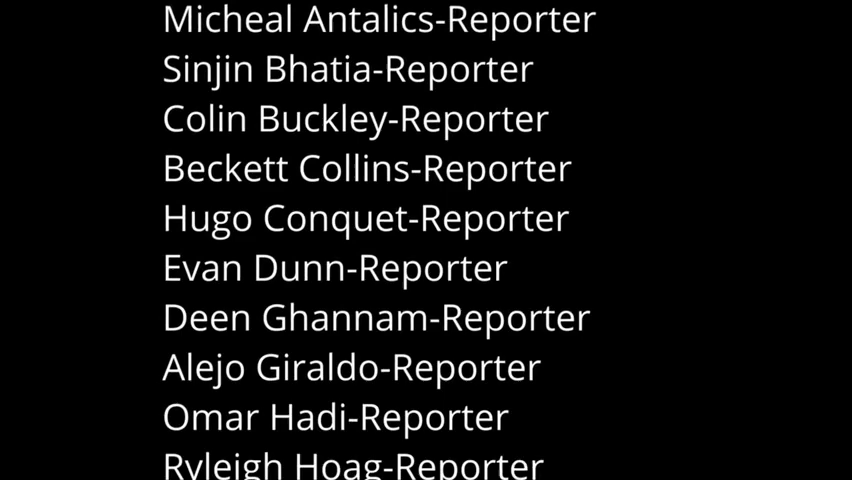 Micheal Antalics-Reporter
Sinjin Bhatia-Reporter
Colin Buckley-Reporter
Beckett Collins-Reporter
Hugo Conquet-Reporter
Evan Dunn-Reporter
Deen Ghannam-Reporter
Alejo Giraldo-Reporter
Omar Hadi-Reporter
Ryleigh Hoag-Reporter